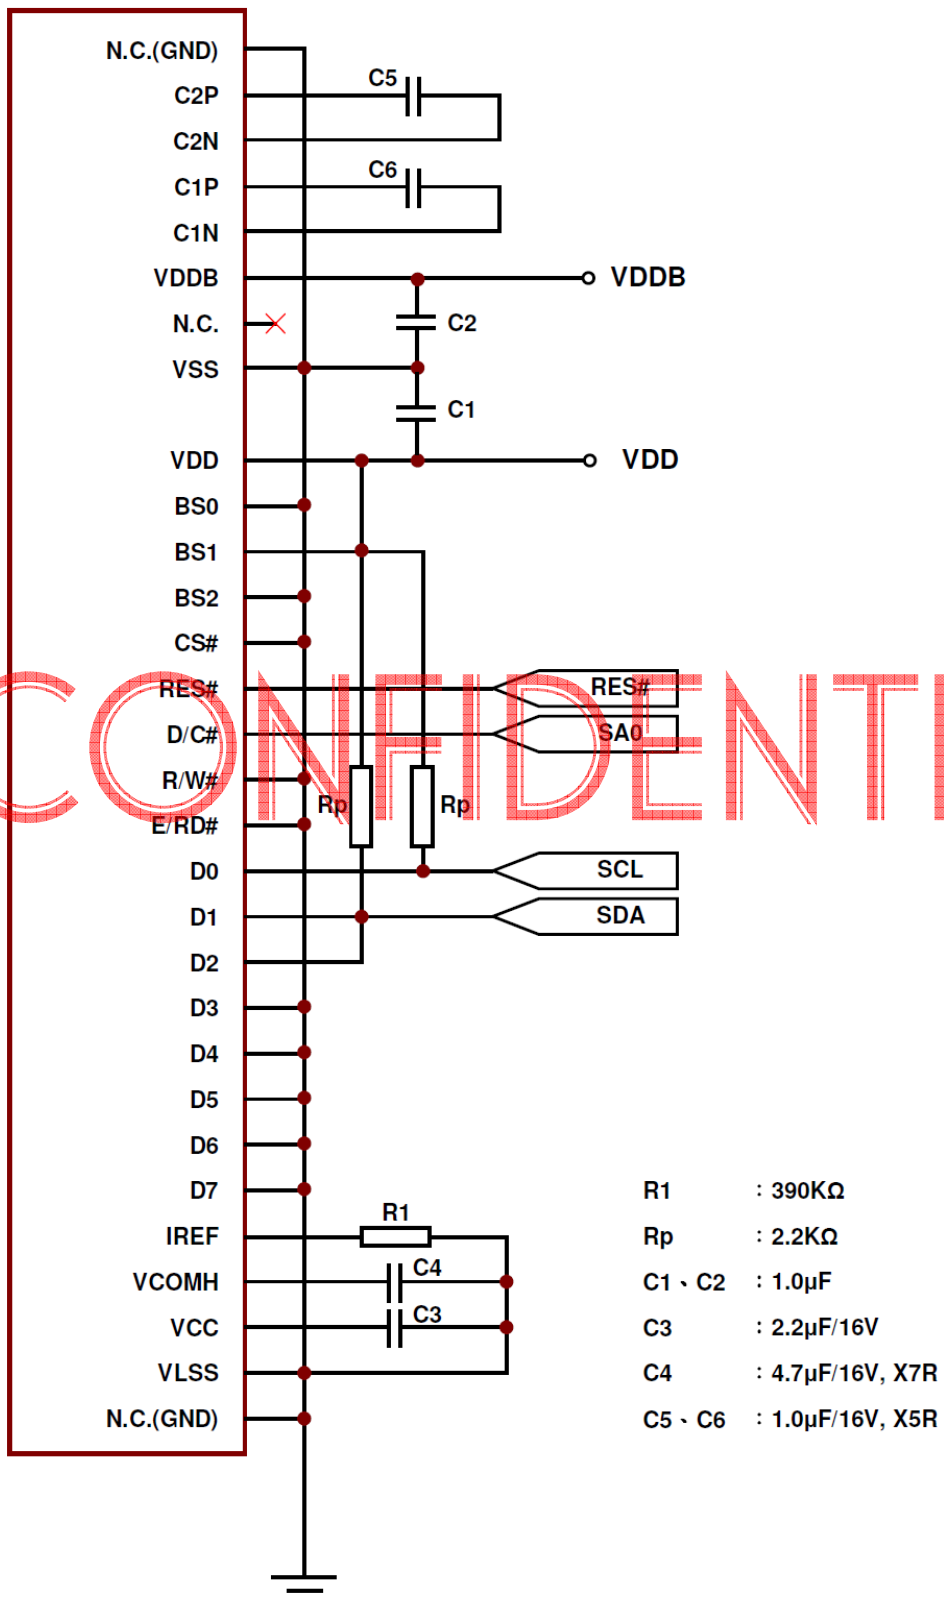 N.C.(GND)
C2P
C5
C2N
C1P
C6
C1N
VDDB
VDDB
N.C.
C2
VSS
C1
VDD
VDD
BS0
BS1
BS2
CS#
RES#
RES#
D/C#
SA0
CONFIDENTI
R/W#
Rp
Rp
E/RD#
D0
SCL
D1
SDA
D2
D3
D4
D5
D6
D7
R1 : 390KΩ
IREF
R1
Rp : 2.2KΩ
VCOMH
C4
C1、C2 : 1.0µF
VCC
C3
C3 : 2.2µF/16V
VLSS
C4 : 4.7µF/16V, X7R
N.C.(GND)
C5、C6 : 1.0µF/16V, X5R